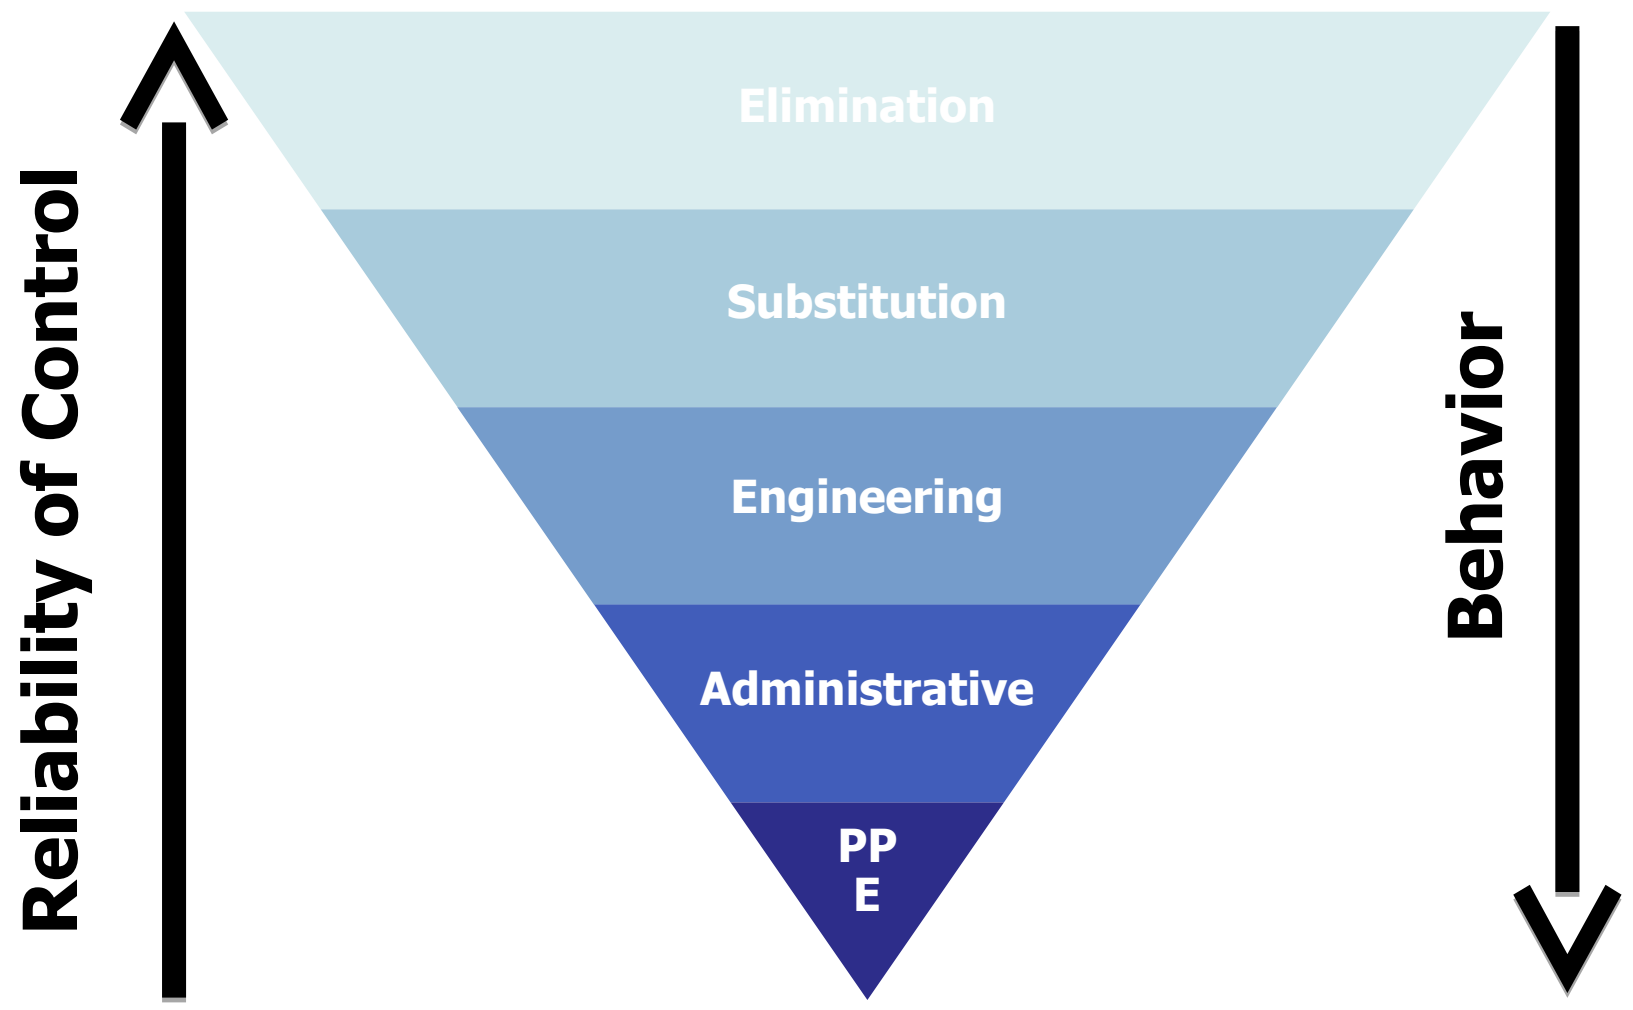 Reliability of Control
Elimination
Substitution
Engineering
Administrative
PP
E
Behavior